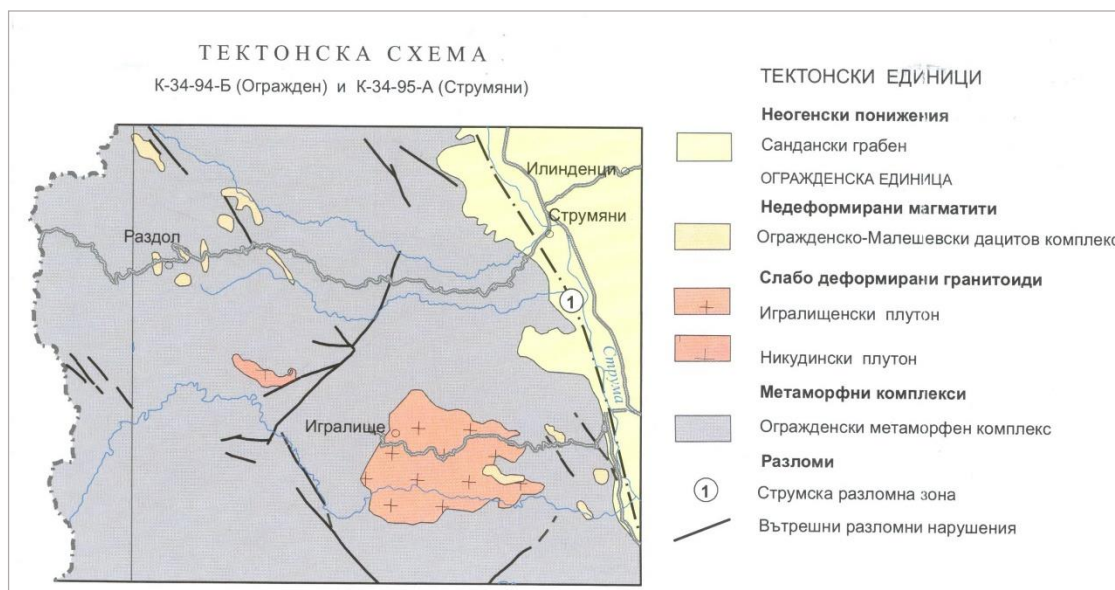 ТЕКТОНСКА СХЕМА
К-34-94-Б (Огражден) и К-34-95-А (Струмяни)
Илинденци
Струмяни
Раздол
1
Струма
Игралище
ТЕКТОНСКИ ЕДИНИЦИ
Неогенски понижения
Сандански грабен
ОГРАЖДЕНСКА ЕДИНИЦА
Недеформирани магматити
Огражденско-Малешевски дацитов комплекс
Слабо деформирани гранитоиди
Игралищенски плутон
Никудински плутон
Метаморфни комплекси
Огражденски метаморфен комплекс
Разломи
1 Струмска разломна зона
Вътрешни разломни нарушения